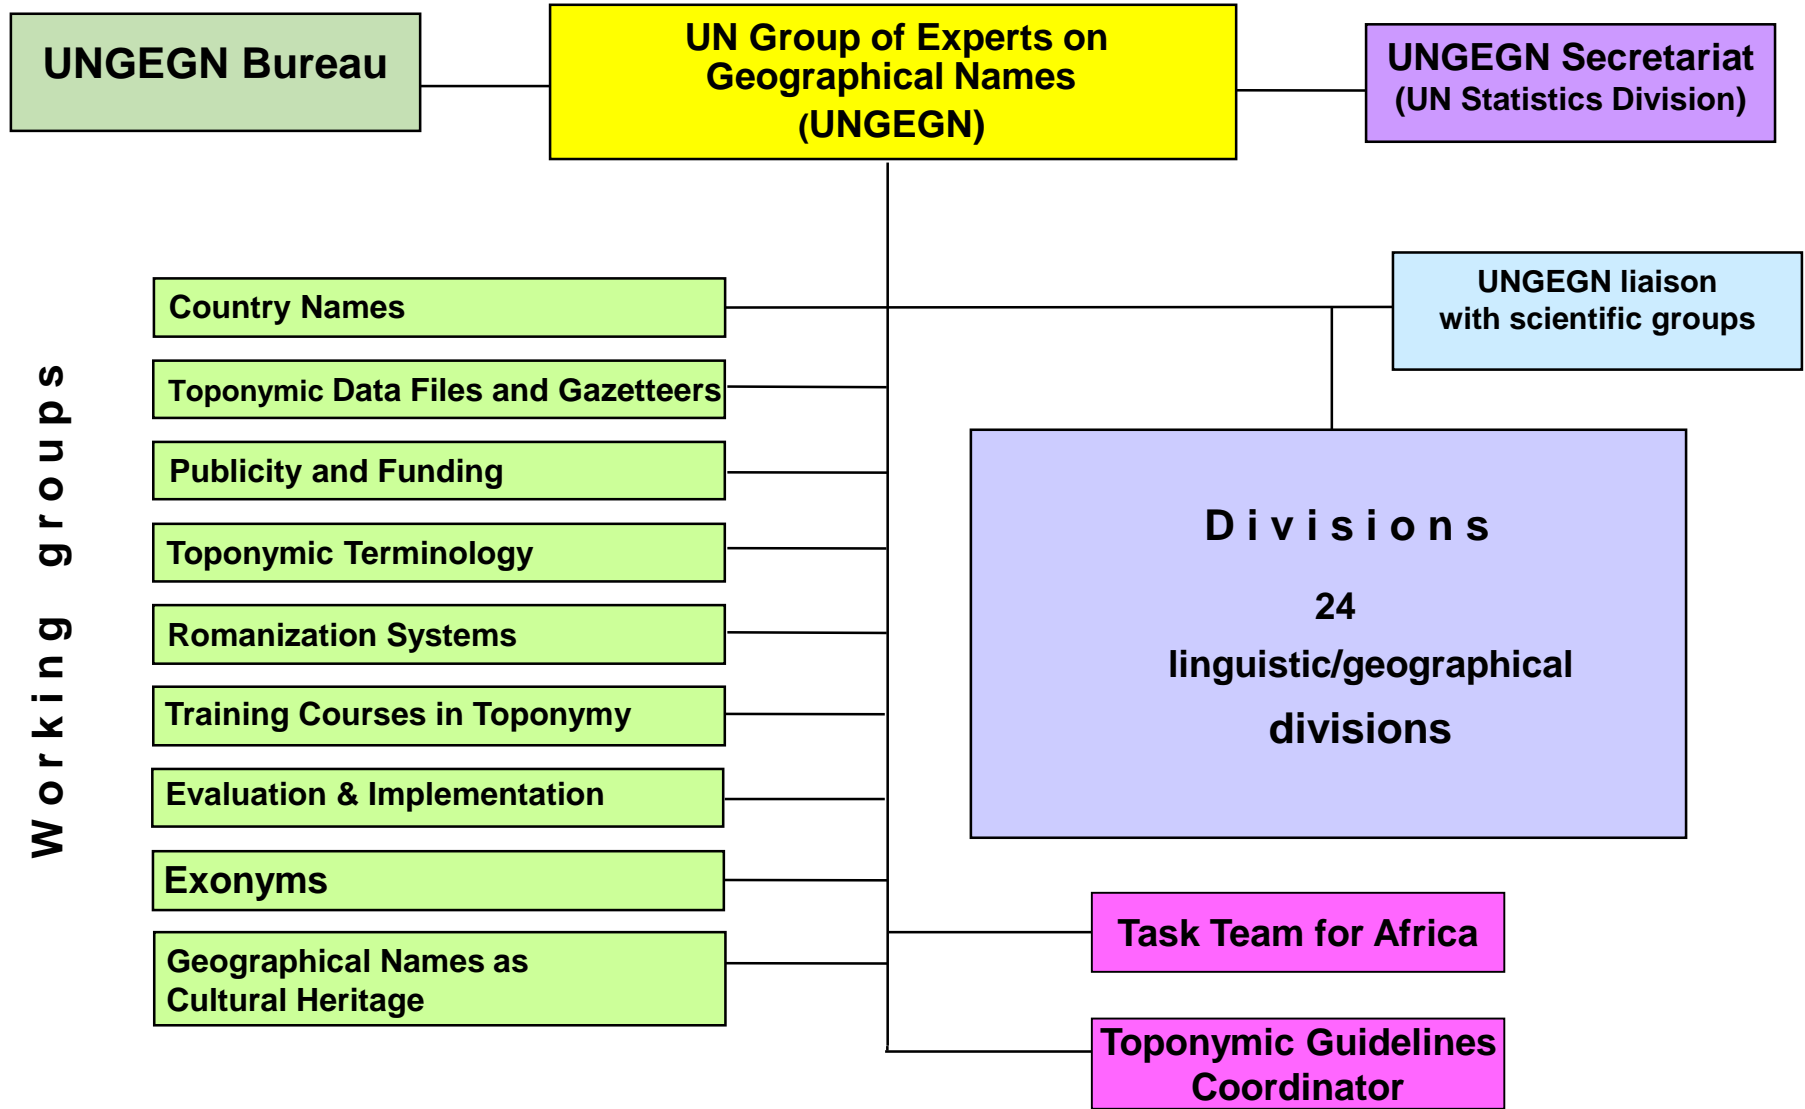 UNGEGN Bureau
UN Group of Experts on
Geographical Names
(UNGEGN)
UNGEGN Secretariat
(UN Statistics Division)
Working groups
Country Names
Toponymic Data Files and Gazetteers
Publicity and Funding
Toponymic Terminology
Romanization Systems
Training Courses in Toponymy
Evaluation & Implementation
Exonyms
Geographical Names as
Cultural Heritage
UNGEGN liaison
with scientific groups
Divisions
24
linguistic/geographical
divisions
Task Team for Africa
Toponymic Guidelines
Coordinator